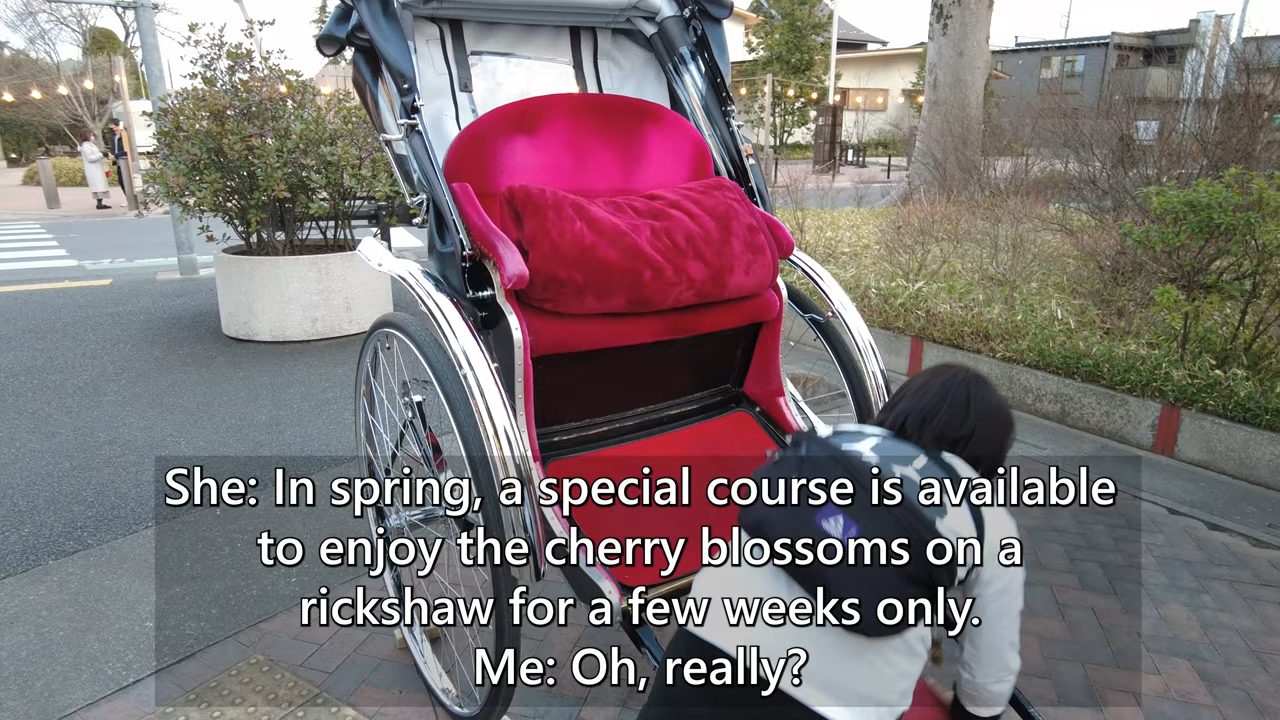 She: In spring, a special course is available
to enjoy the cherry blossoms on a
rickshaw for a few weeks only.
Me: Oh, really?